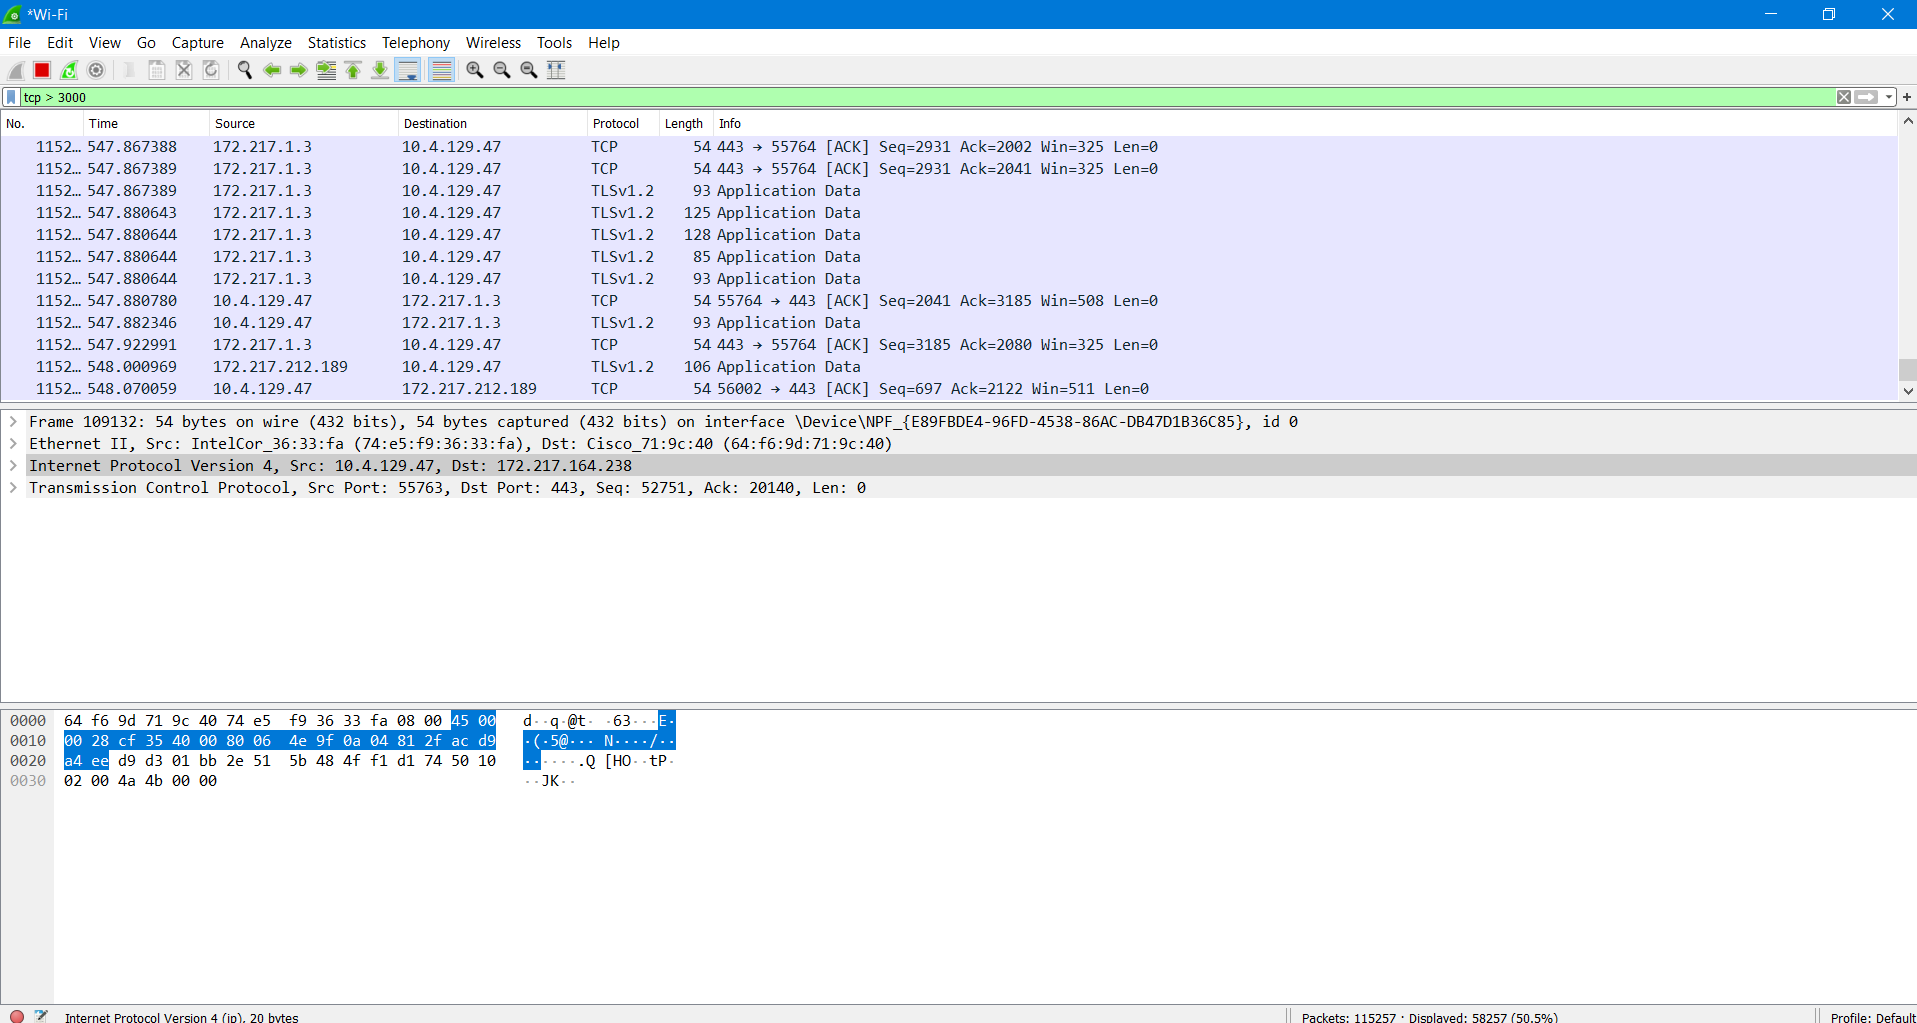 *Wi-Fi
File Edit View Go Capture Analyze Statistics Telephony Wireless Tools Help
tcp > 3000
No. Time Source Destination Protocol Length Info
1152… 547.867388 172.217.1.3 10.4.129.47 TCP 54 443 → 55764 [ACK] Seq=2931 Ack=2002 Win=325 Len=0
1152… 547.867389 172.217.1.3 10.4.129.47 TCP 54 443 → 55764 [ACK] Seq=2931 Ack=2041 Win=325 Len=0
1152… 547.867389 172.217.1.3 10.4.129.47 TLSv1.2 93 Application Data
1152… 547.880643 172.217.1.3 10.4.129.47 TLSv1.2 125 Application Data
1152… 547.880644 172.217.1.3 10.4.129.47 TLSv1.2 128 Application Data
1152… 547.880644 172.217.1.3 10.4.129.47 TLSv1.2 85 Application Data
1152… 547.880644 172.217.1.3 10.4.129.47 TLSv1.2 93 Application Data
1152… 547.880780 10.4.129.47 172.217.1.3 TCP 54 55764 → 443 [ACK] Seq=2041 Ack=3185 Win=508 Len=0
1152… 547.882346 10.4.129.47 172.217.1.3 TLSv1.2 93 Application Data
1152… 547.922991 172.217.1.3 10.4.129.47 TCP 54 443 → 55764 [ACK] Seq=3185 Ack=2080 Win=325 Len=0
1152… 548.000969 172.217.212.189 10.4.129.47 TLSv1.2 106 Application Data
1152… 548.070059 10.4.129.47 172.217.212.189 TCP 54 56002 → 443 [ACK] Seq=697 Ack=2122 Win=511 Len=0
Frame 109132: 54 bytes on wire (432 bits), 54 bytes captured (432 bits) on interface \Device\NPF_{E89FBDE4-96FD-4538-86AC-DB47D1B36C85}, id 0
Ethernet II, Src: IntelCor_36:33:fa (74:e5:f9:36:33:fa), Dst: Cisco_71:9c:40 (64:f6:9d:71:9c:40)
Internet Protocol Version 4, Src: 10.4.129.47, Dst: 172.217.164.238
Transmission Control Protocol, Src Port: 55763, Dst Port: 443, Seq: 52751, Ack: 20140, Len: 0
0000 64 f6 9d 71 9c 40 74 e5 f9 36 33 fa 08 00 45 00 d··q·@t· ·63···E·
0010 00 28 cf 35 40 00 80 06 4e 9f 0a 04 81 2f ac d9 ·(·5@··· N····/··
0020 a4 ee d9 d3 01 bb 2e 51 5b 48 4f f1 d1 74 50 10 ······.Q [HO··tP·
0030 02 00 4a 4b 00 00 ··JK··
Internet Protocol Version 4 (ip), 20 bytes Packets: 115257 · Displayed: 58257 (50.5%) Profile: Default